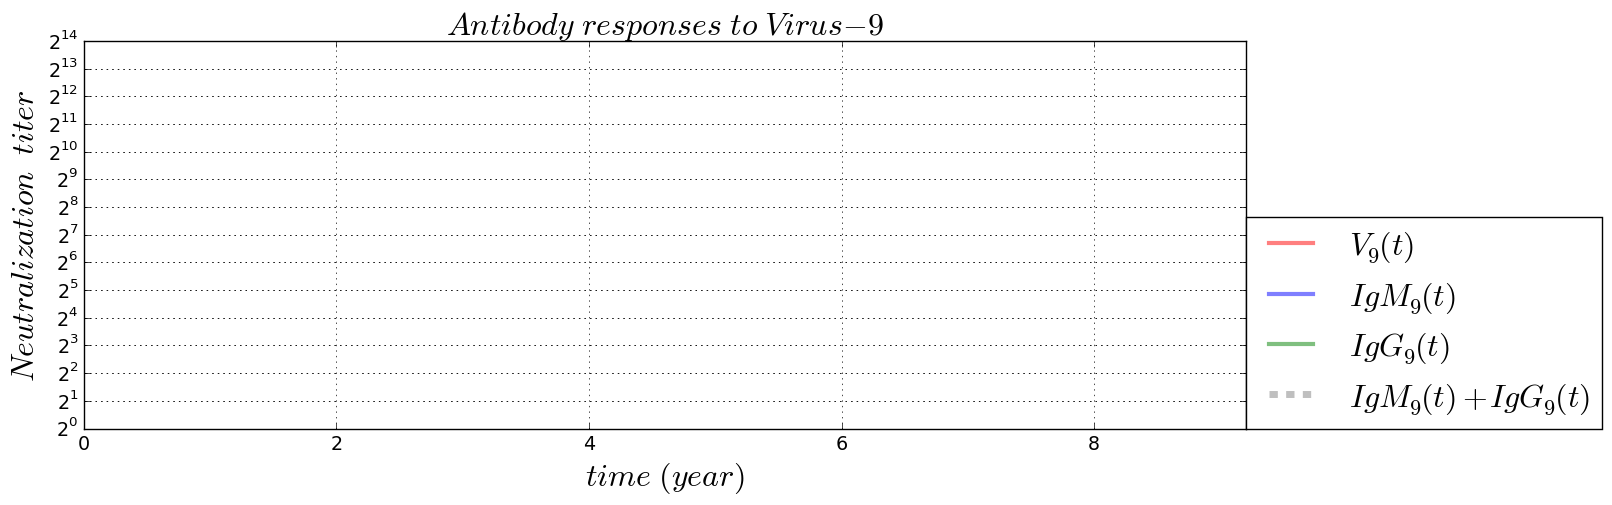 Antibody responses to Virus−9
Neutralization titer
2^14
2^13
2^12
2^11
2^10
2^9
2^8
2^7
2^6
2^5
2^4
2^3
2^2
2^1
2^0
0 2 4 6 8
time (year)
V_9(t)
IgM_9(t)
IgG_9(t)
IgM_9(t)+IgG_9(t)